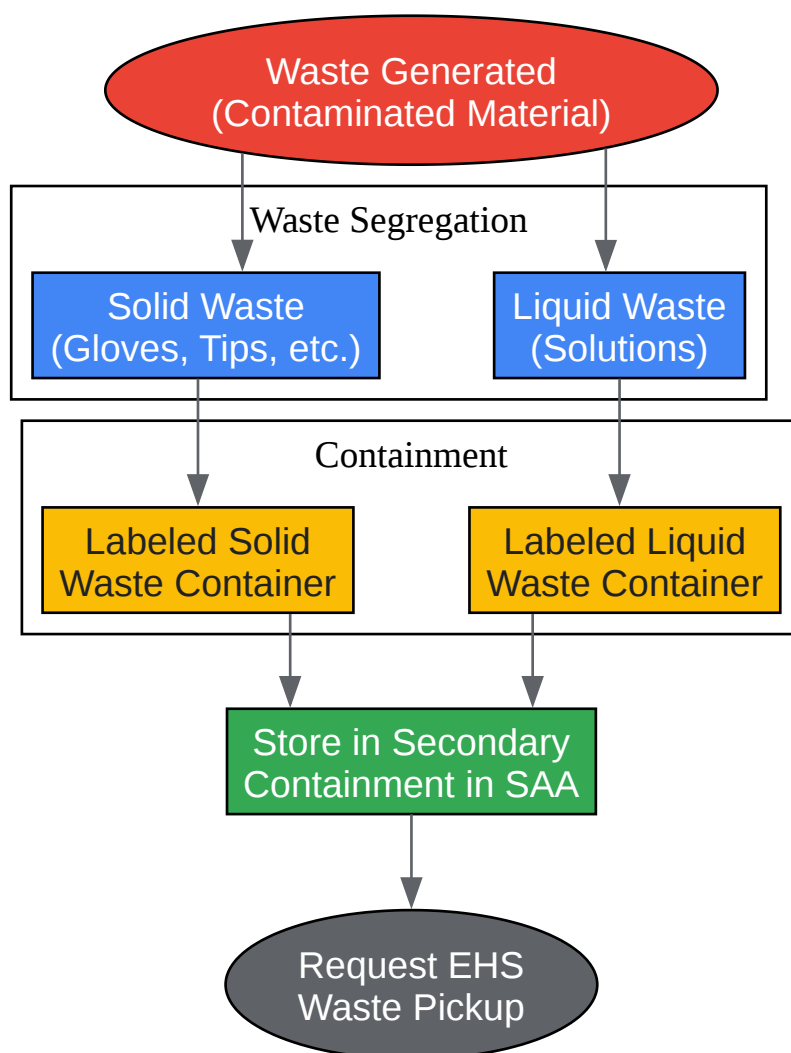 Waste Generated
(Contaminated Material)
Waste Segregation
Solid Waste
(Gloves, Tips, etc.)
Liquid Waste
(Solutions)
Containment
Labeled Solid
Waste Container
Labeled Liquid
Waste Container
Store in Secondary
Containment in SAA
Request EHS
Waste Pickup